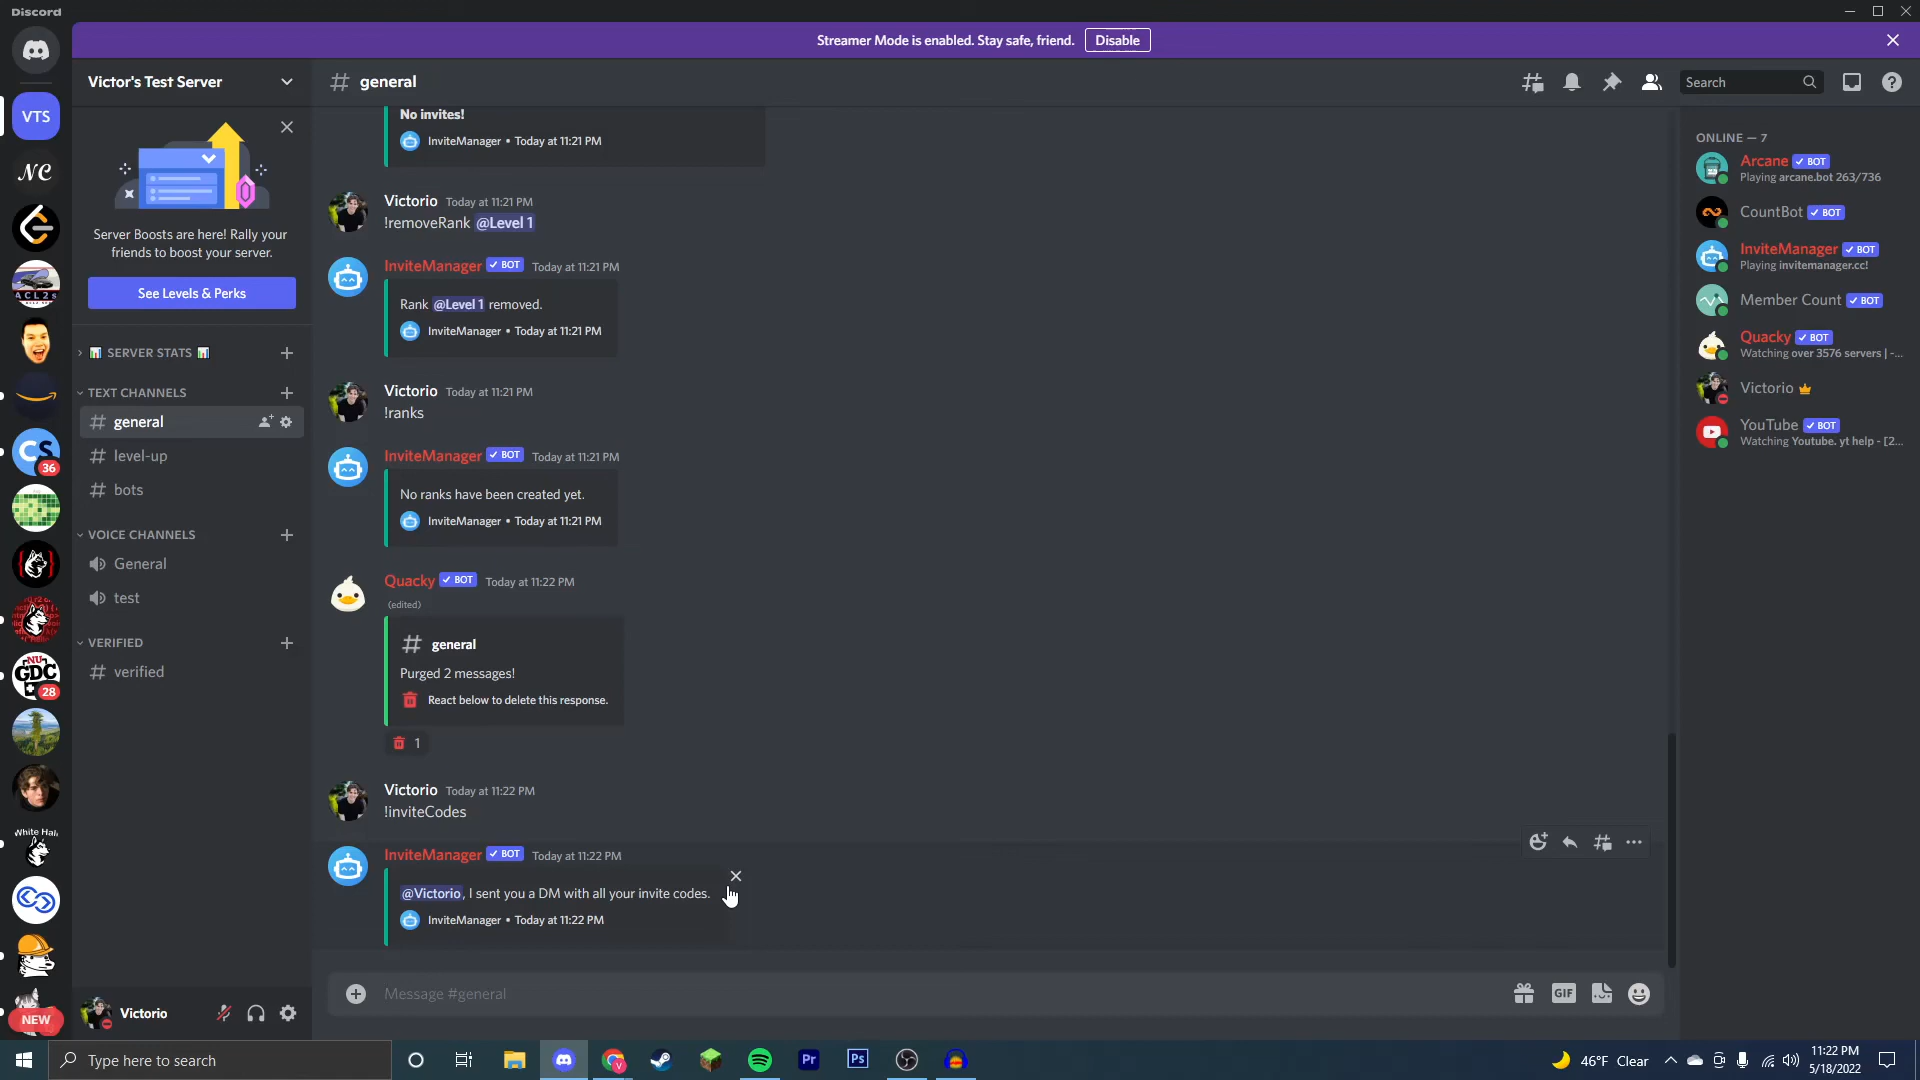 Discord
Streamer Mode is enabled. Stay safe, friend. Disable
Victor's Test Server
general
Search
VTS
NC
ACL2s
CS
36
NU
GDC
28
White Hal
NEW
Server Boosts are here! Rally your
friends to boost your server.
See Levels & Perks
SERVER STATS
TEXT CHANNELS
general
level-up
bots
VOICE CHANNELS
General
test
VERIFIED
verified
Victorio
No invites!
InviteManager • Today at 11:21 PM
Victorio Today at 11:21 PM
!removeRank @Level 1
InviteManager BOT Today at 11:21 PM
Rank @Level 1 removed.
InviteManager • Today at 11:21 PM
Victorio Today at 11:21 PM
!ranks
InviteManager BOT Today at 11:21 PM
No ranks have been created yet.
InviteManager • Today at 11:21 PM
Quacky BOT Today at 11:22 PM
(edited)
# general
Purged 2 messages!
React below to delete this response.
1
Victorio Today at 11:22 PM
!inviteCodes
InviteManager BOT Today at 11:22 PM
@Victorio, I sent you a DM with all your invite codes.
InviteManager • Today at 11:22 PM
Message #general
GIF
ONLINE — 7
Arcane BOT
Playing arcane.bot 263/736
CountBot BOT
InviteManager BOT
Playing invitemanager.cc!
Member Count BOT
Quacky BOT
Watching over 3576 servers | -...
Victorio
YouTube BOT
Watching Youtube. yt help - [2...
Type here to search
Pr
Ps
46°F Clear
11:22 PM
5/18/2022